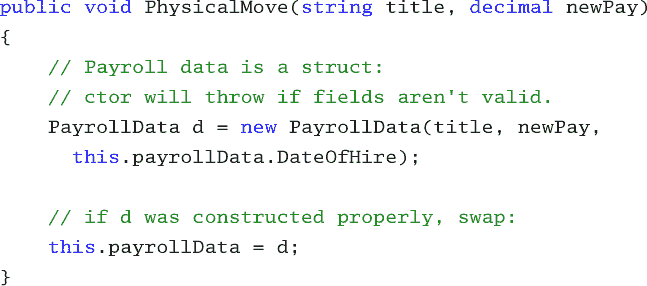 public void PhysicalMove(string title, decimal newPay)
{
    // Payroll data is a struct:
    // ctor will throw if fields aren't valid.
    PayrollData d = new PayrollData(title, newPay,
      this.payrollData.DateOfHire);

    // if d was constructed properly, swap:
    this.payrollData = d;
}